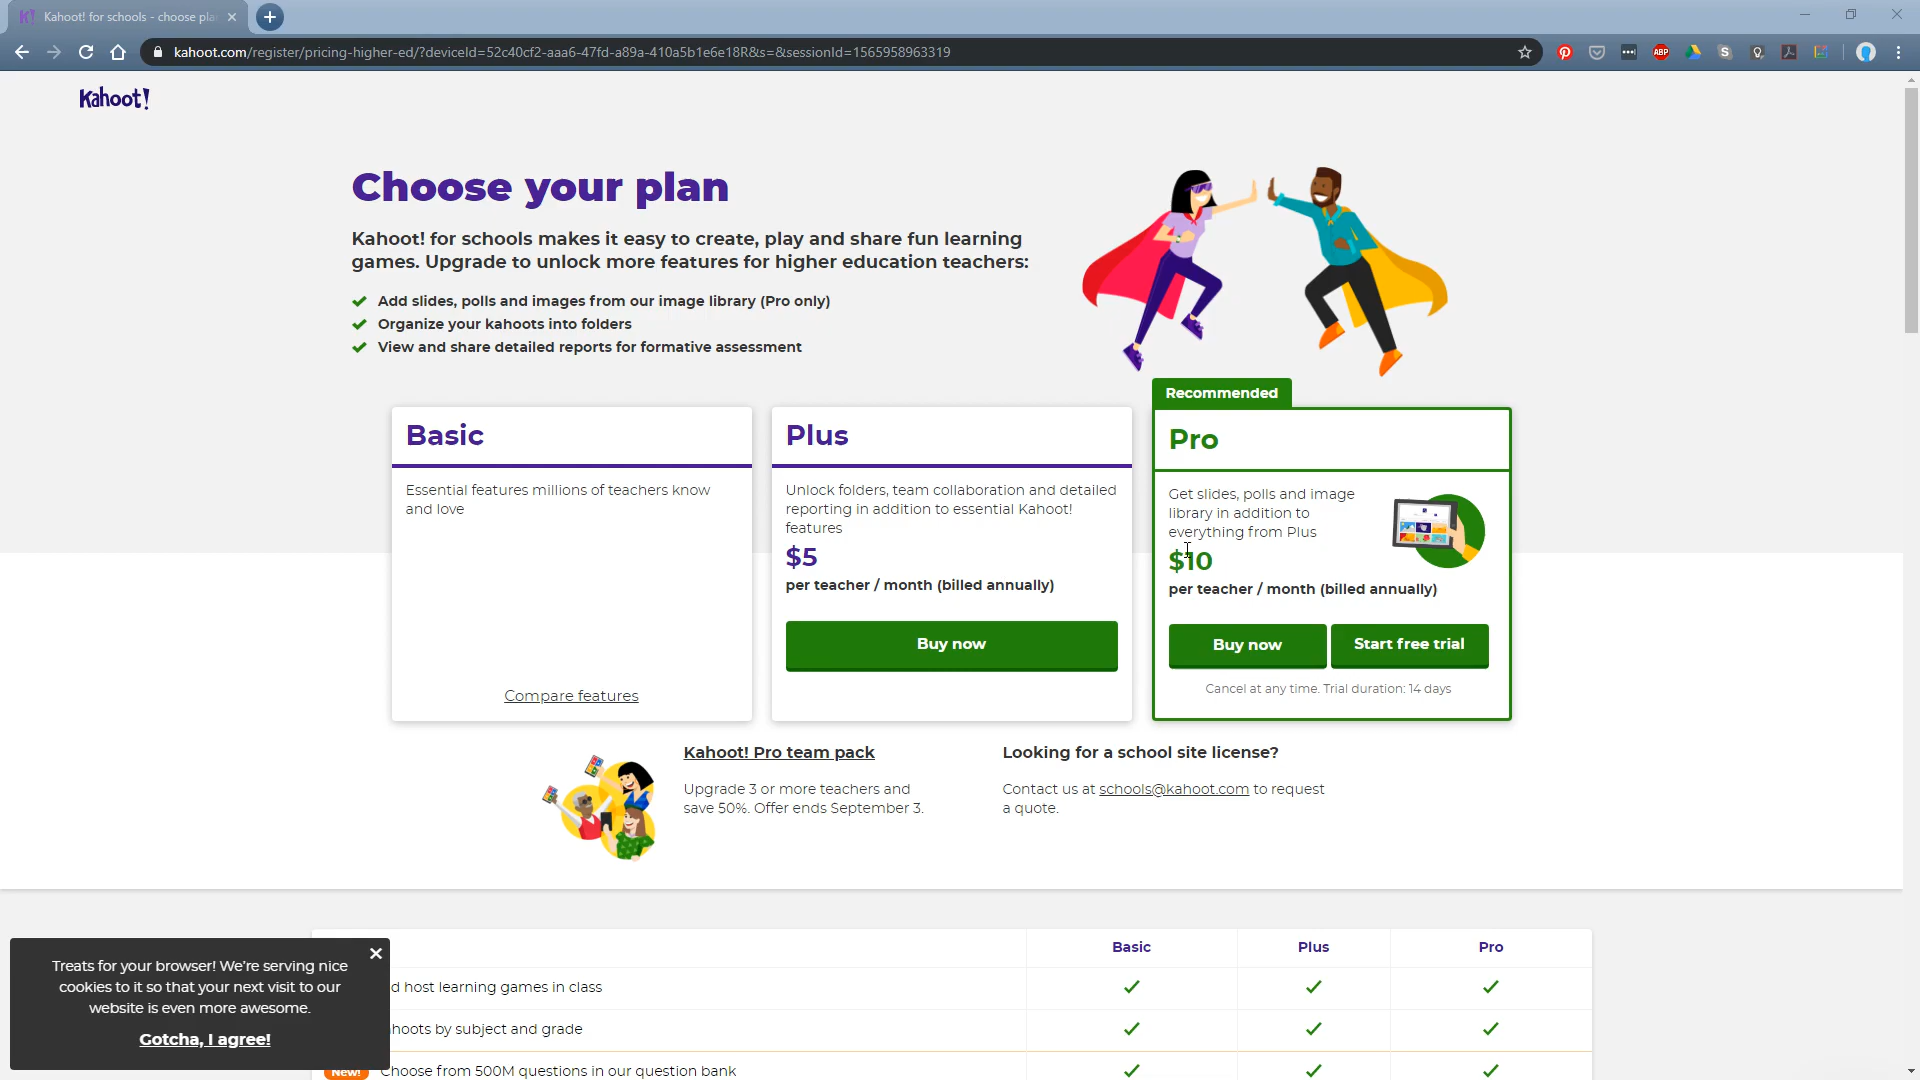 Kahoot! for schools - choose pla
kahoot.com/register/pricing-higher-ed/?deviceId=52c40cf2-aaa6-47fd-a89a-410a5b1e6e18R&s=&sessionId=1565958963319
ABP
Kahoot!
Choose your plan
Kahoot! for schools makes it easy to create, play and share fun learning
games. Upgrade to unlock more features for higher education teachers:
Add slides, polls and images from our image library (Pro only)
Organize your kahoots into folders
View and share detailed reports for formative assessment
Basic
Essential features millions of teachers know
and love
Compare features
Plus
Unlock folders, team collaboration and detailed
reporting in addition to essential Kahoot!
features
$5
per teacher / month (billed annually)
Buy now
Recommended
Pro
Get slides, polls and image
library in addition to
everything from Plus
$10
per teacher / month (billed annually)
Buy now
Start free trial
Cancel at any time. Trial duration: 14 days
Kahoot! Pro team pack
Upgrade 3 or more teachers and
save 50%. Offer ends September 3.
Looking for a school site license?
Contact us at schools@kahoot.com to request
a quote.
Basic Plus Pro
d host learning games in class
hoots by subject and grade
New! Choose from 500M questions in our question bank
Treats for your browser! We're serving nice
cookies to it so that your next visit to our
website is even more awesome.
Gotcha, I agree!